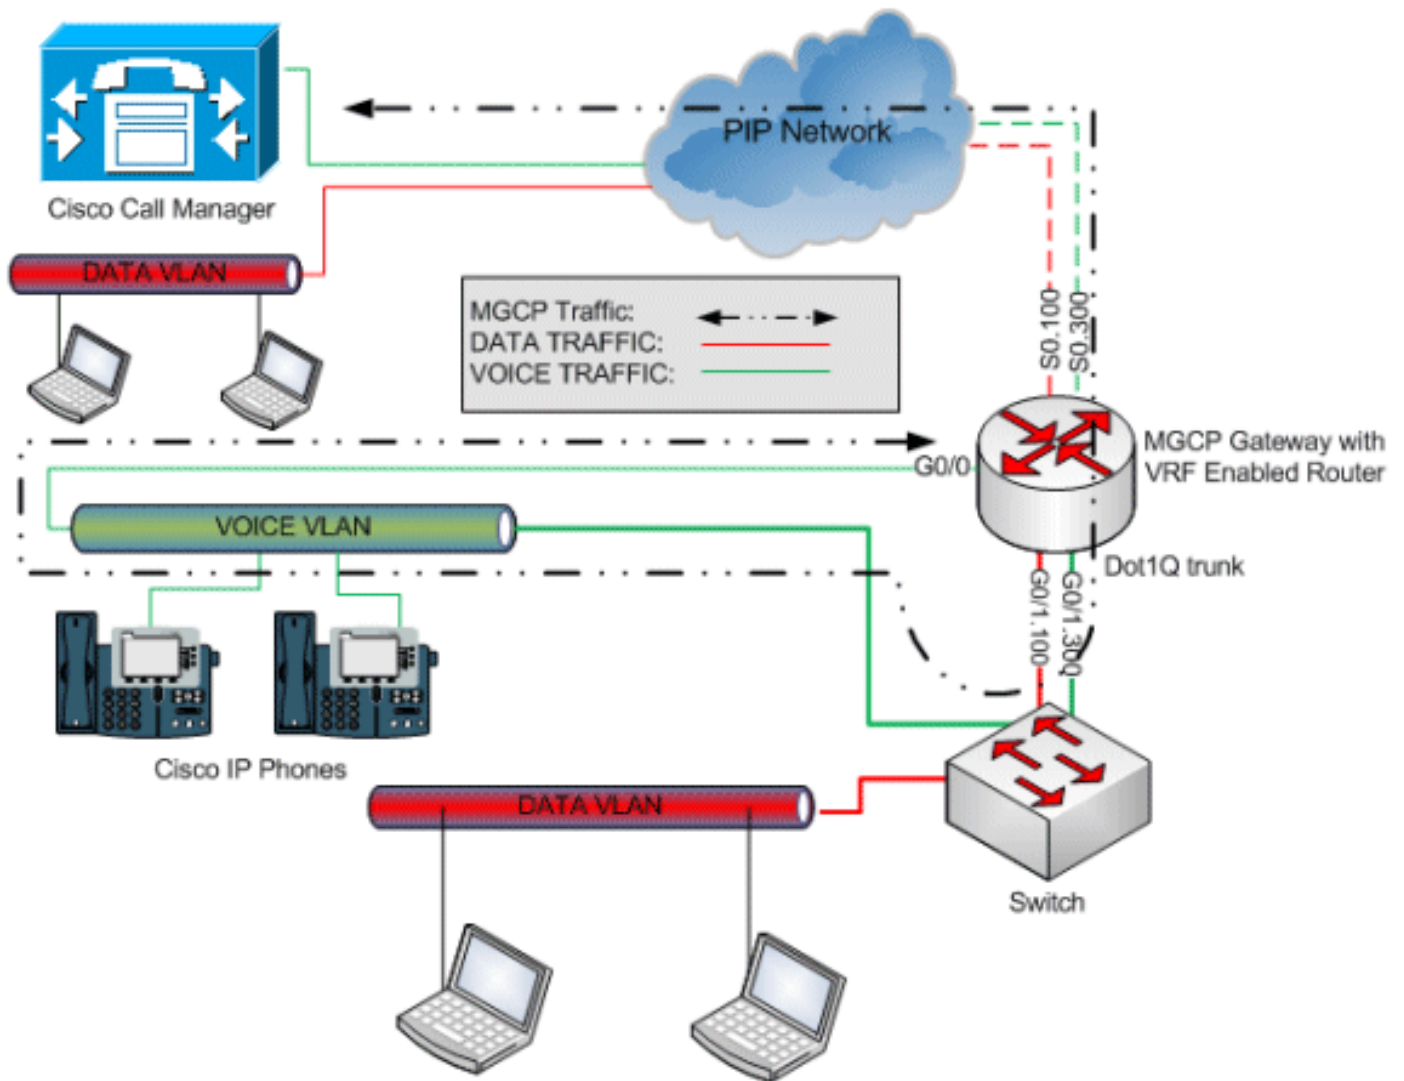 PIP Network
Cisco Call Manager
DATA VLAN
MGCP Traffic:
DATA TRAFFIC:
VOICE TRAFFIC:
S0.100
S0.300
MGCP Gateway with
VRF Enabled Router
G0/0
VOICE VLAN
Dot1Q trunk
G0/1.100
G0/1.300
Cisco IP Phones
DATA VLAN
Switch